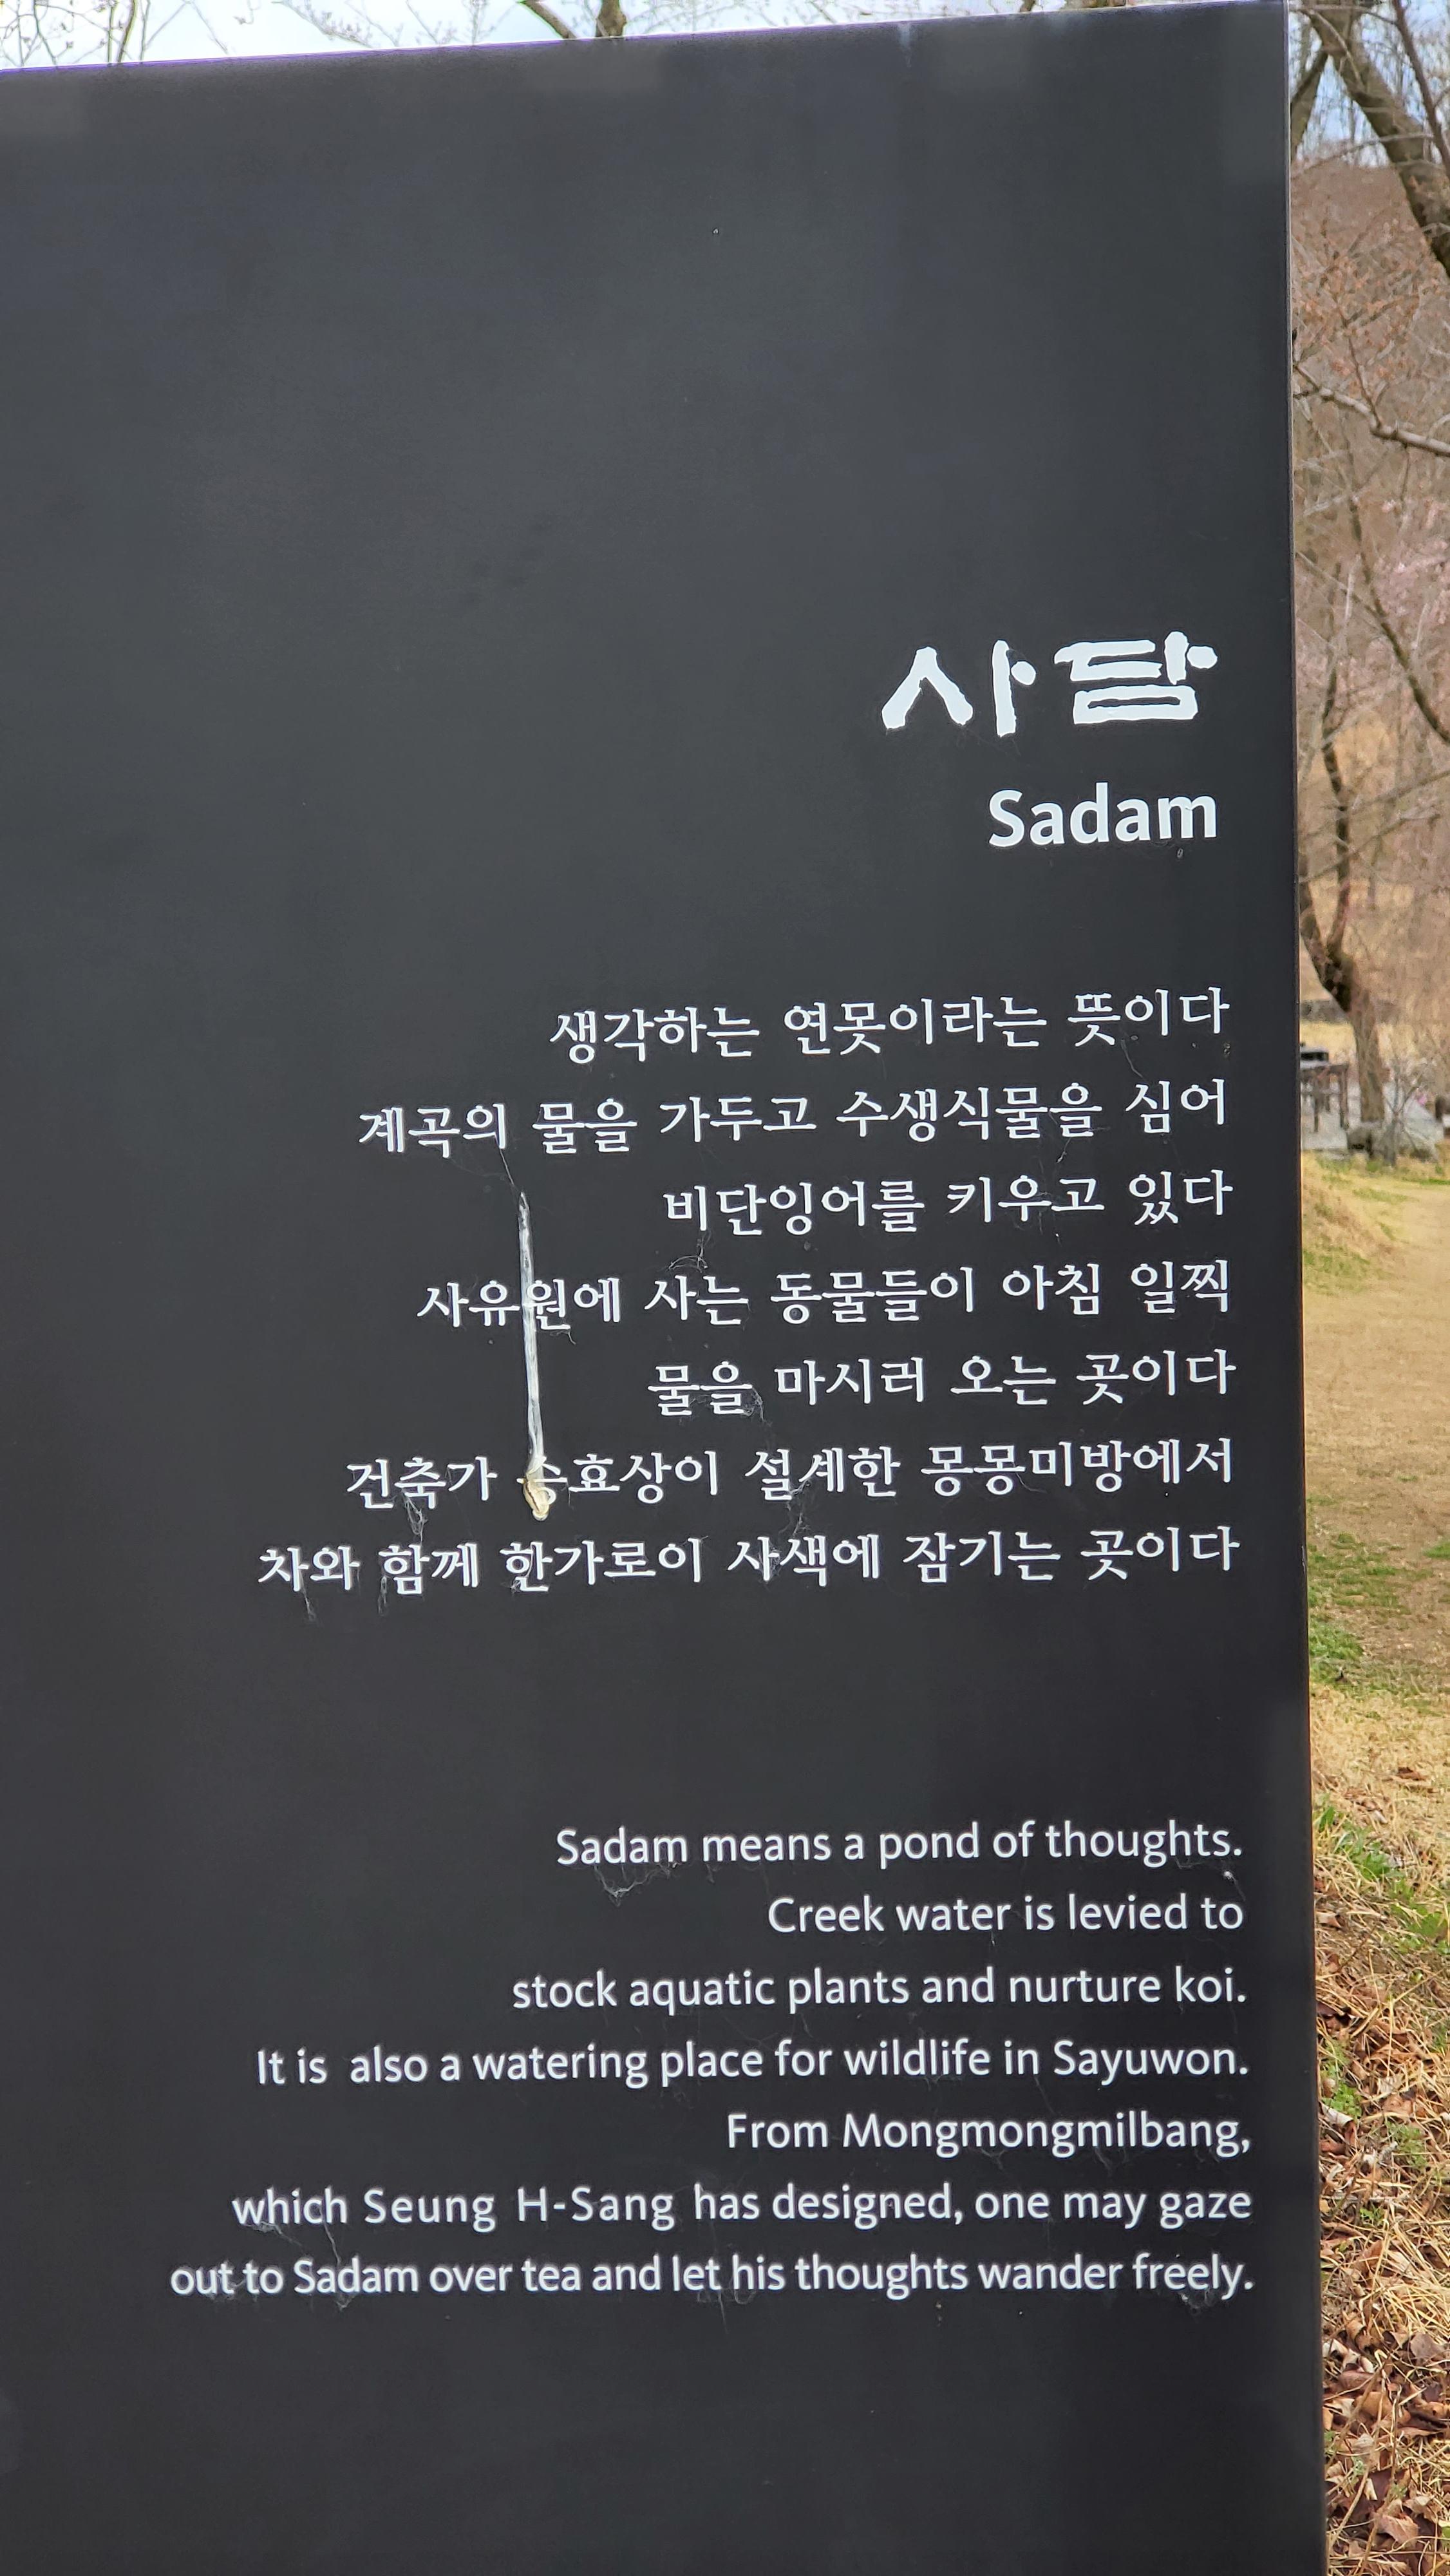 사담
Sadam
생각하는 연못이라는 뜻이다
계곡의 물을 가두고 수생식물을 심어
비단잉어를 키우고 있다
사유원에 사는 동물들이 아침 일찍
물을 마시러 오는 곳이다
건축가 승효상이 설계한 몽몽미방에서
차와 함께 한가로이 사색에 잠기는 곳이다
Sadam means a pond of thoughts.
Creek water is levied to
stock aquatic plants and nurture koi.
It is also a watering place for wildlife in Sayuwon.
From Mongmongmilbang,
which Seung H-Sang has designed, one may gaze
out to Sadam over tea and let his thoughts wander freely.